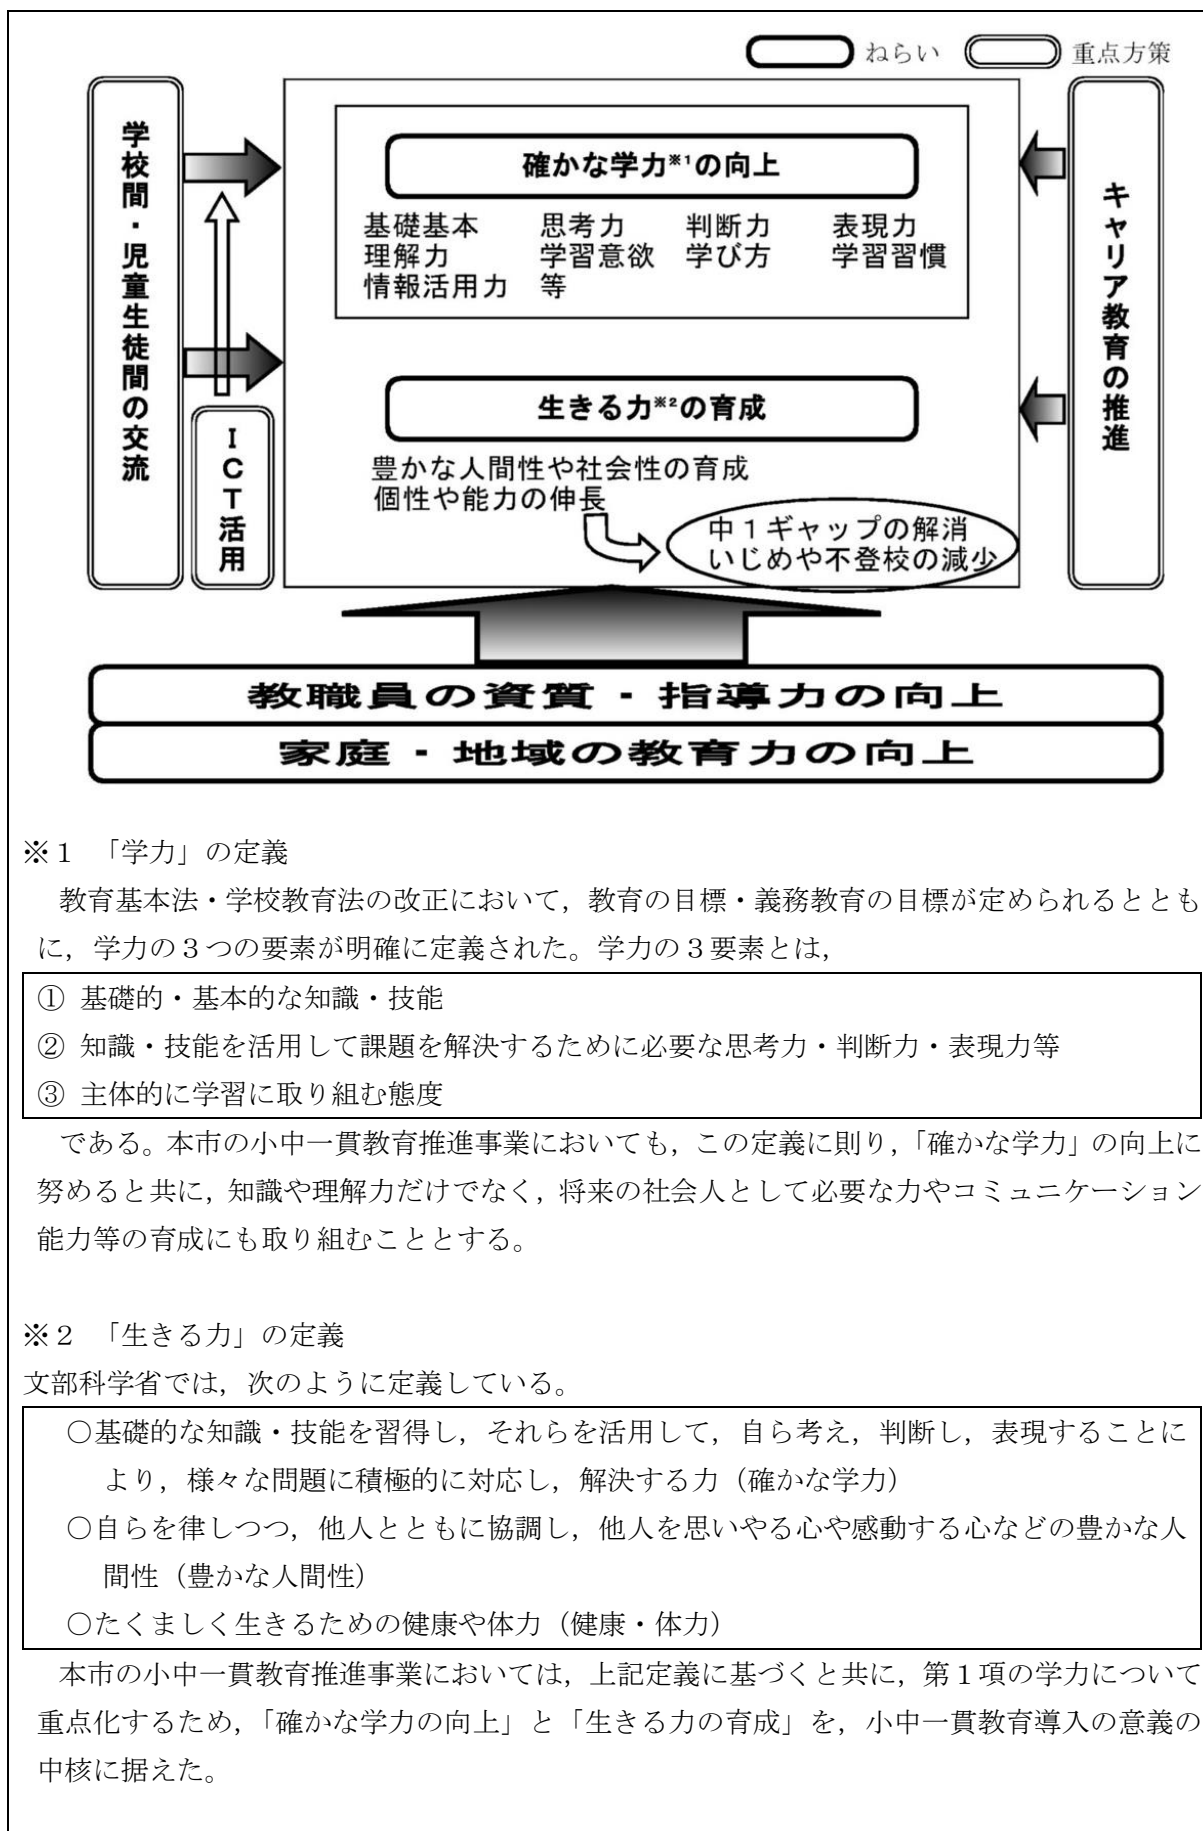 ねらい 重点方策
学校間・児童生徒間の交流
ICT活用
確かな学力※1の向上
基礎基本 思考力 判断力 表現力
理解力 学習意欲 学び方 学習習慣
情報活用力 等
生きる力※2の育成
豊かな人間性や社会性の育成
個性や能力の伸長
中1ギャップの解消
いじめや不登校の減少
キャリア教育の推進
教職員の資質・指導力の向上
家庭・地域の教育力の向上
※1 「学力」の定義
教育基本法・学校教育法の改正において，教育の目標・義務教育の目標が定められるととも
に，学力の3つの要素が明確に定義された。学力の3要素とは，
① 基礎的・基本的な知識・技能
② 知識・技能を活用して課題を解決するために必要な思考力・判断力・表現力等
③ 主体的に学習に取り組む態度
である。本市の小中一貫教育推進事業においても，この定義に則り，「確かな学力」の向上に
努めると共に，知識や理解力だけでなく，将来の社会人として必要な力やコミュニケーション
能力等の育成にも取り組むこととする。
※2 「生きる力」の定義
文部科学省では，次のように定義している。
○基礎的な知識・技能を習得し，それらを活用して，自ら考え，判断し，表現することに
より，様々な問題に積極的に対応し，解決する力（確かな学力）
○自らを律しつつ，他人とともに協調し，他人を思いやる心や感動する心などの豊かな人
間性（豊かな人間性）
○たくましく生きるための健康や体力（健康・体力）
本市の小中一貫教育推進事業においては，上記定義に基づくと共に，第1項の学力について
重点化するため，「確かな学力の向上」と「生きる力の育成」を，小中一貫教育導入の意義の
中核に据えた。